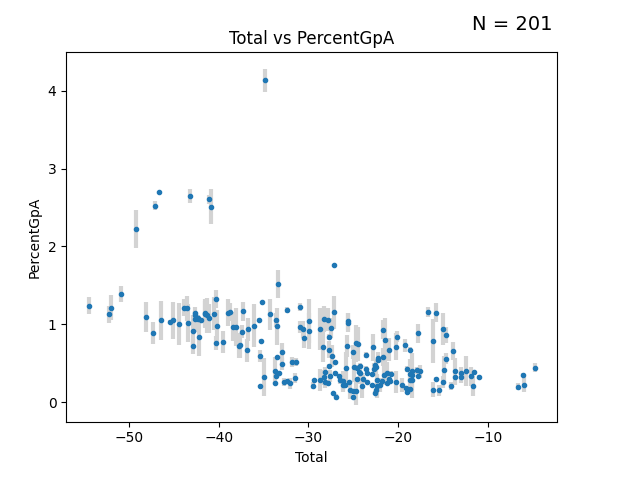 N = 201
Total vs PercentGpA
PercentGpA
4
3
2
1
0
−50 −40 −30 −20 −10
Total